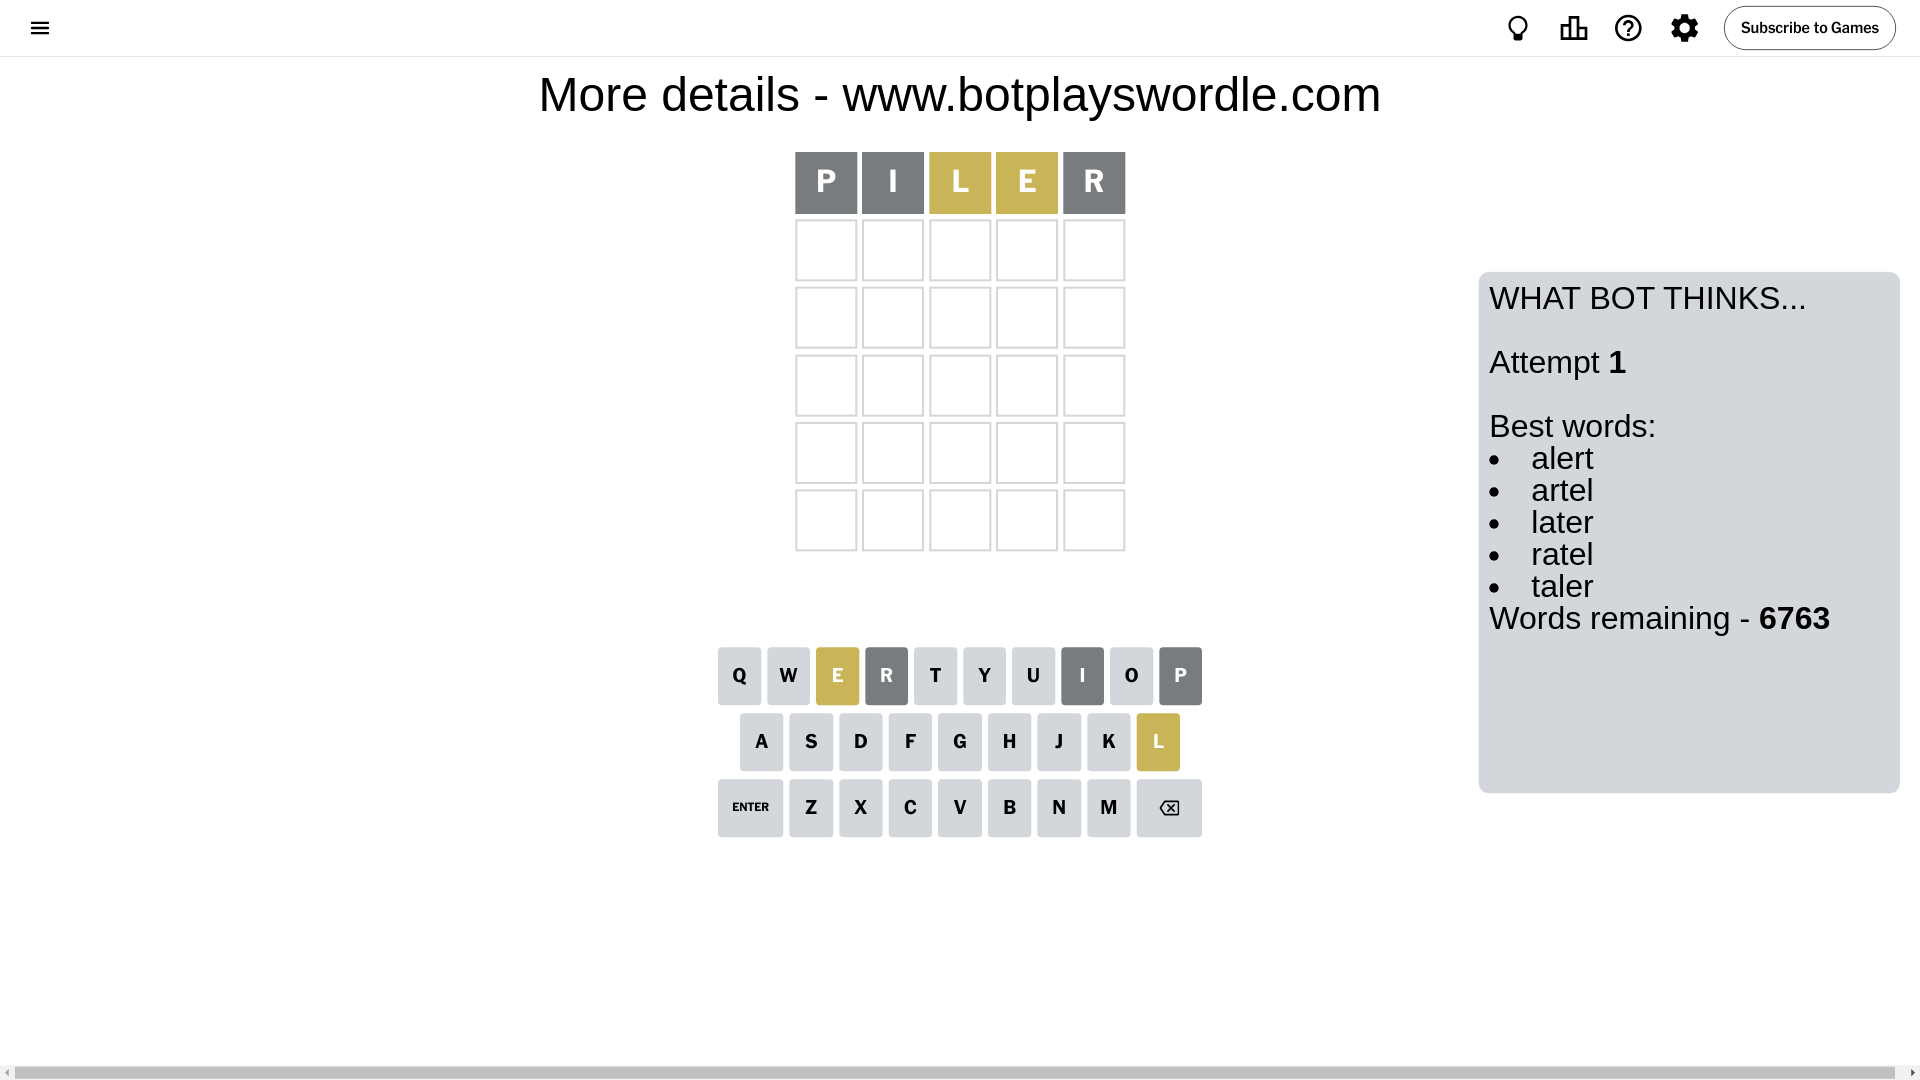 Subscribe to Games
More details - www.botplayswordle.com
P I L E R
WHAT BOT THINKS...
Attempt 1
Best words:
• alert
• artel
• later
• ratel
• taler
Words remaining - 6763
Q W E R T Y U I O P
A S D F G H J K L
ENTER Z X C V B N M